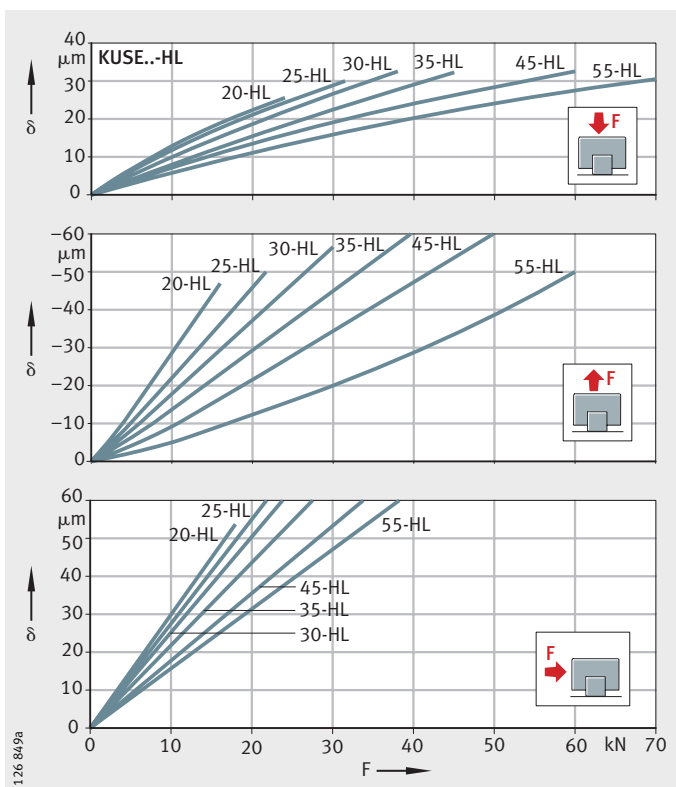 40
µm
KUSE..-HL
30
20
10
0
δ
20-HL
25-HL
30-HL
35-HL
45-HL
55-HL
F
–60
µm
–50
–40
–30
–20
–10
0
δ
20-HL
25-HL
30-HL
35-HL
45-HL
55-HL
F
60
µm
50
40
30
20
10
0
δ
25-HL
20-HL
55-HL
45-HL
35-HL
30-HL
F
0 10 20 30 40 50 60 kN 70
F
126 849a